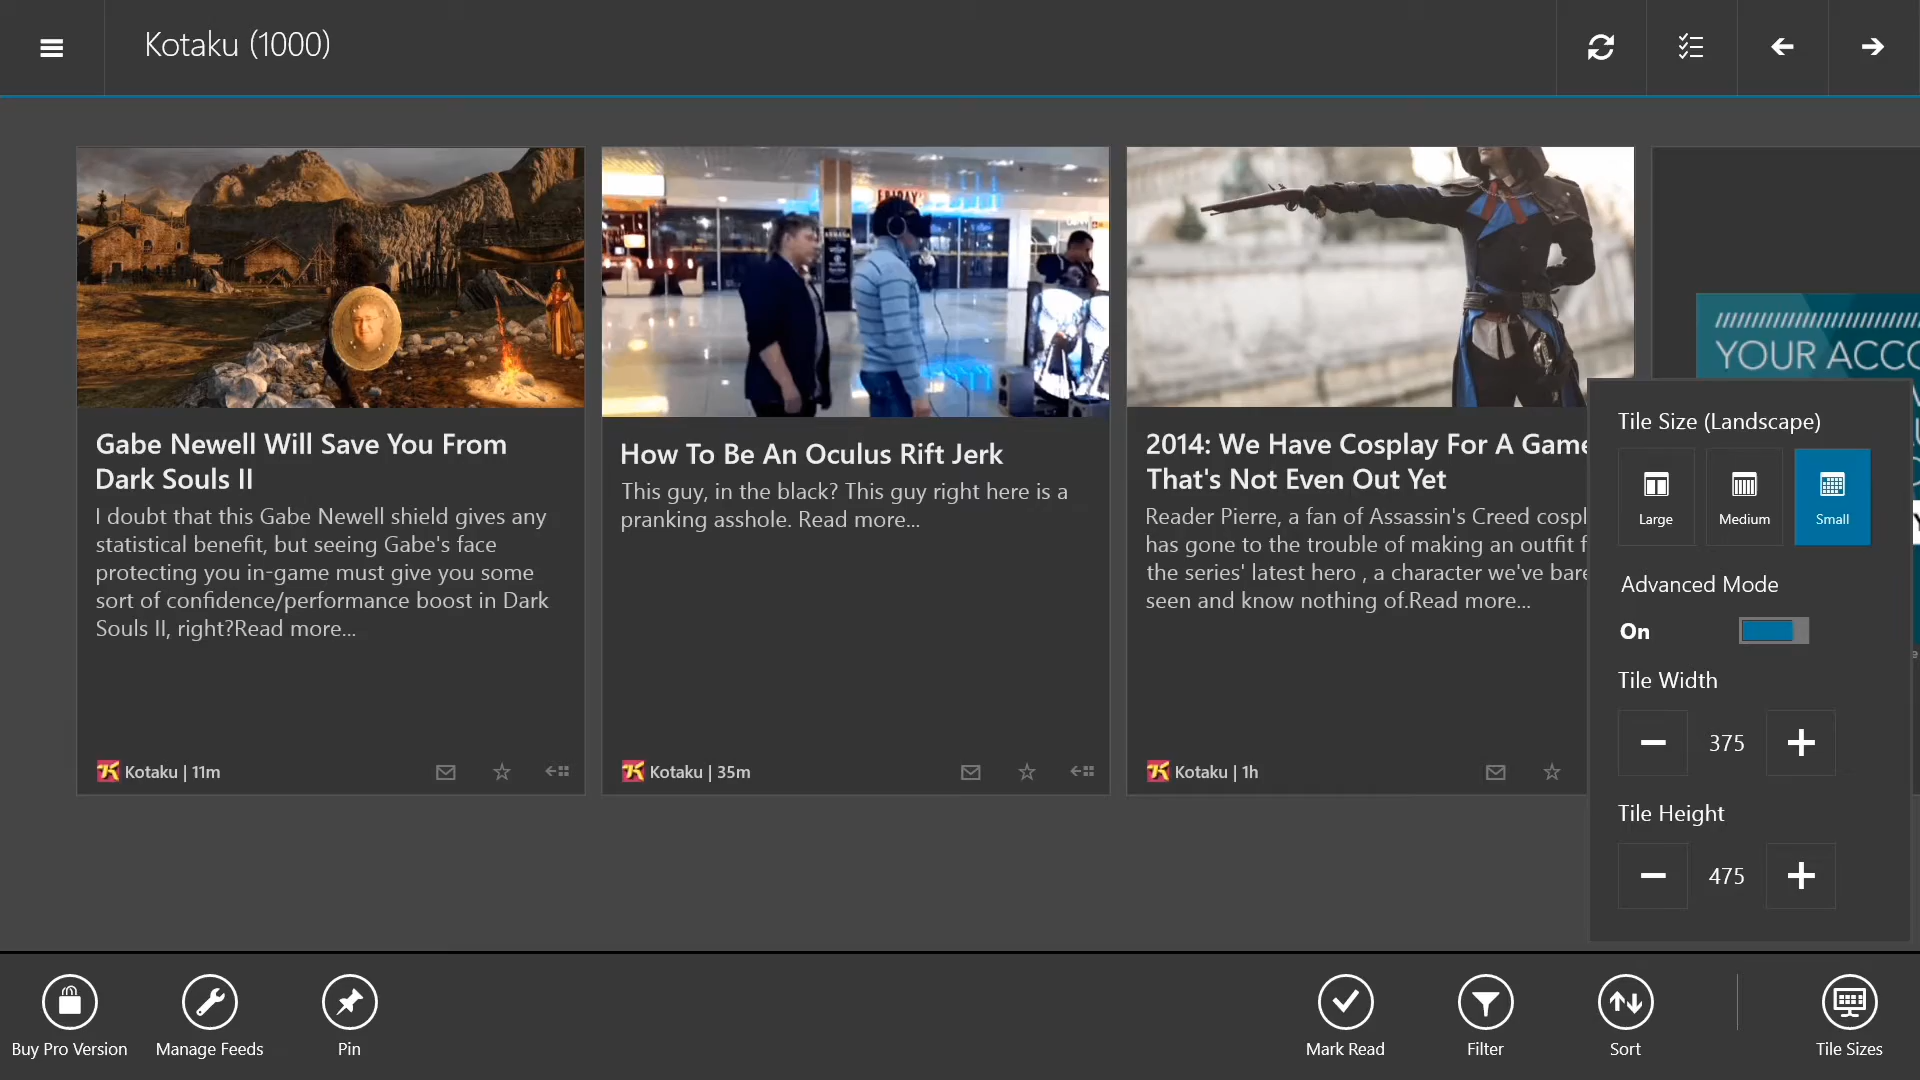 Kotaku (1000)
FRIDAY'S
YOUR ACCO
Gabe Newell Will Save You From
Dark Souls II
I doubt that this Gabe Newell shield gives any
statistical benefit, but seeing Gabe's face
protecting you in-game must give you some
sort of confidence/performance boost in Dark
Souls II, right?Read more...
Kotaku | 11m
How To Be An Oculus Rift Jerk
This guy, in the black? This guy right here is a
pranking asshole. Read more...
Kotaku | 35m
2014: We Have Cosplay For A Game
That's Not Even Out Yet
Reader Pierre, a fan of Assassin's Creed cospl
has gone to the trouble of making an outfit f
the series' latest hero , a character we've bare
seen and know nothing of.Read more...
Kotaku | 1h
Tile Size (Landscape)
Large
Medium
Small
Advanced Mode
On
Tile Width
375
Tile Height
475
Buy Pro Version
Manage Feeds
Pin
Mark Read
Filter
Sort
Tile Sizes